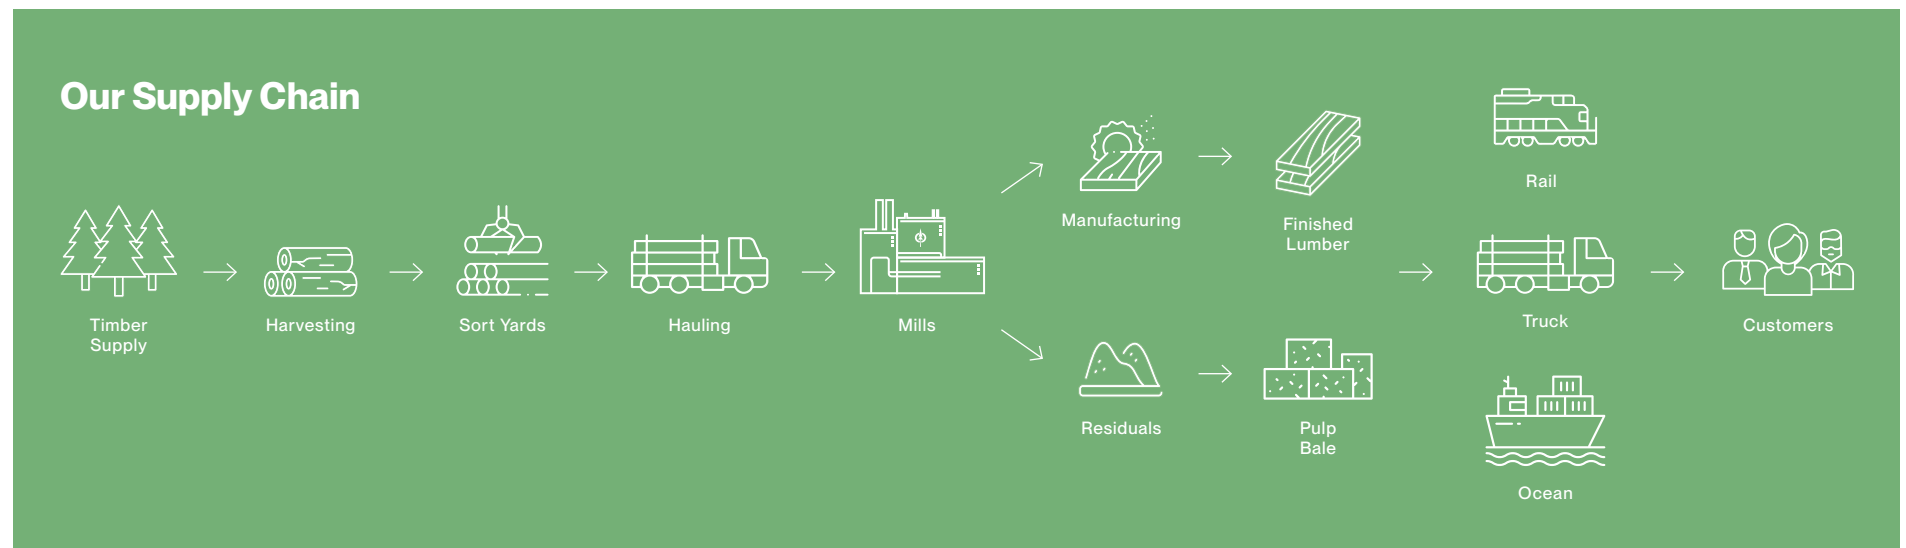 Our Supply Chain
Timber
Supply
Harvesting
Sort Yards
Hauling
Mills
Manufacturing
Finished
Lumber
Residuals
Pulp
Bale
Rail
Truck
Ocean
Customers